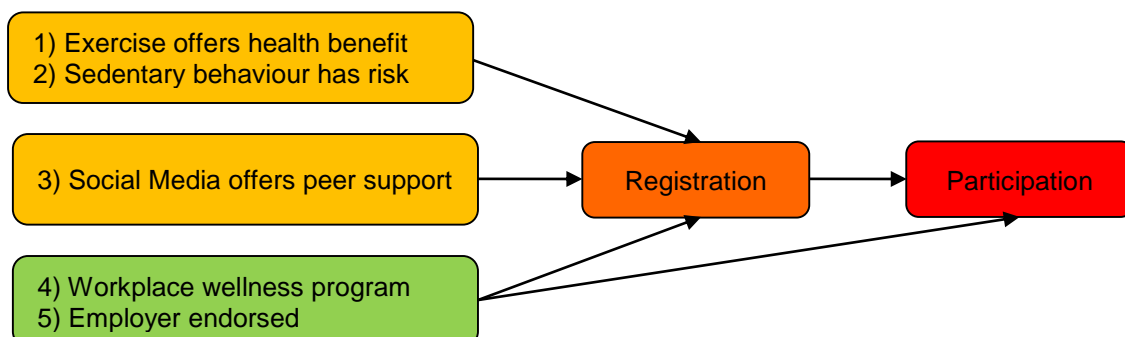 1) Exercise offers health benefit
2) Sedentary behaviour has risk
3) Social Media offers peer support
Registration
Participation
4) Workplace wellness program
5) Employer endorsed